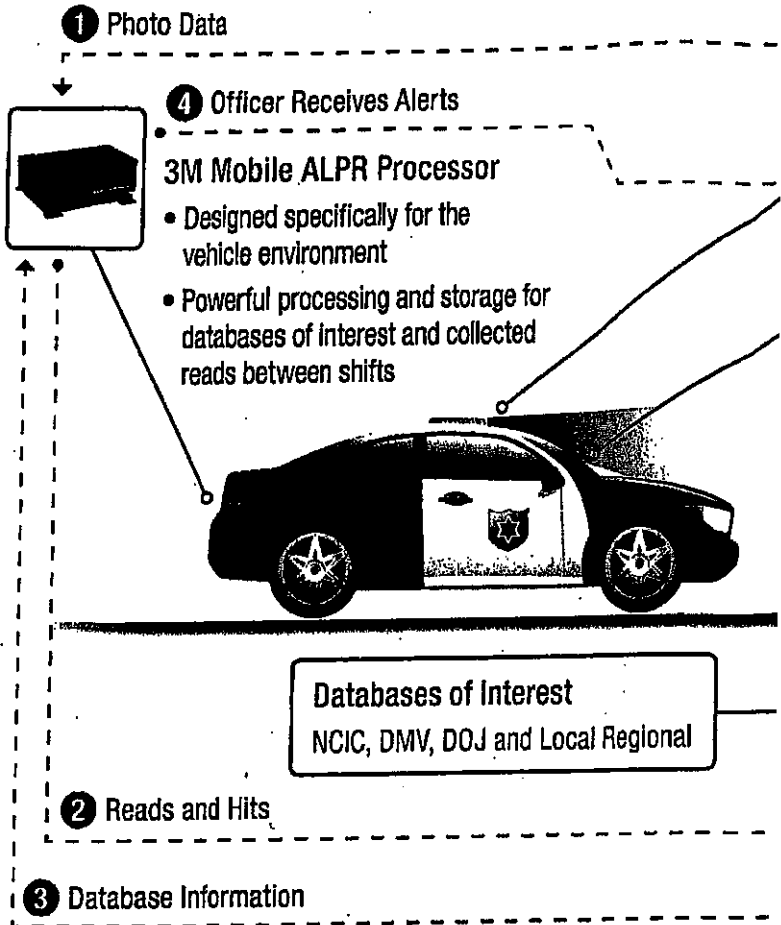 1 Photo Data
4 Officer Receives Alerts
3M Mobile ALPR Processor
• Designed specifically for the
vehicle environment
• Powerful processing and storage for
databases of interest and collected
reads between shifts
Databases of Interest
NCIC, DMV, DOJ and Local Regional
2 Reads and Hits
3 Database Information